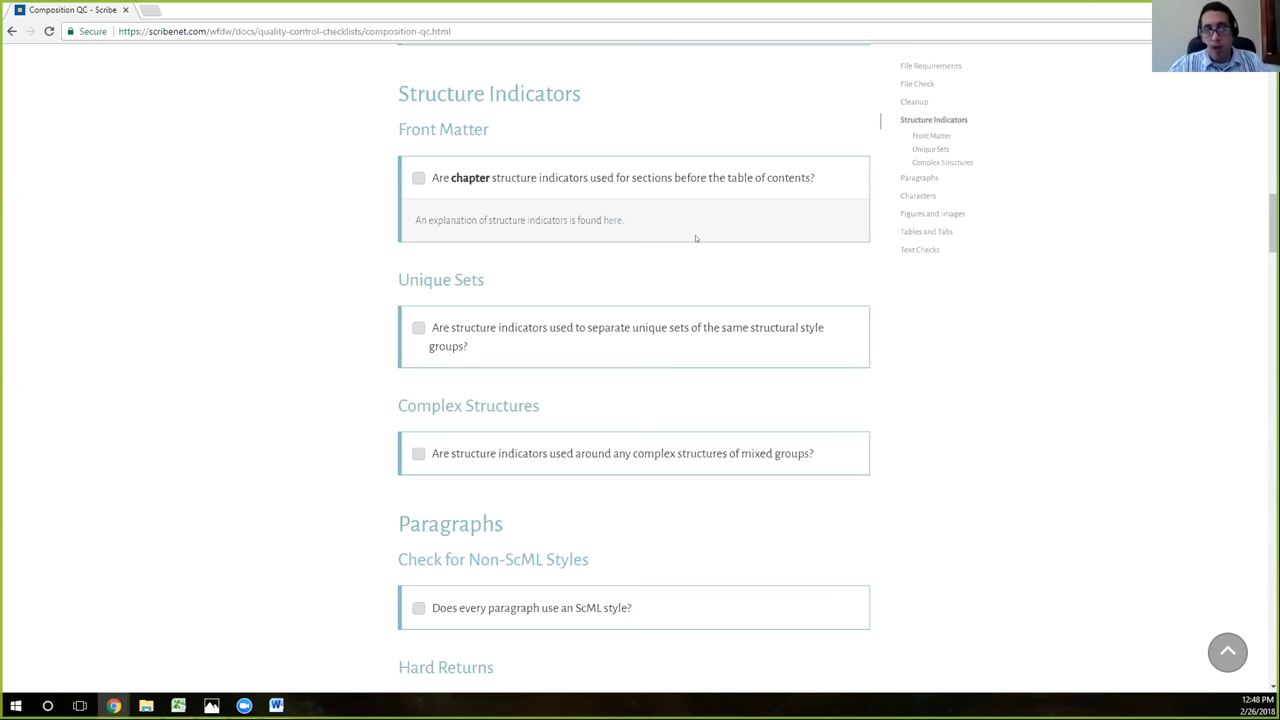 Composition QC - Scribe
Secure
https://scribenet.com/wfdw/docs/quality-control-checklists/composition-qc.html
Structure Indicators
Front Matter
Are chapter structure indicators used for sections before the table of contents?
An explanation of structure indicators is found here.
Unique Sets
Are structure indicators used to separate unique sets of the same structural style
groups?
Complex Structures
Are structure indicators used around any complex structures of mixed groups?
Paragraphs
Check for Non-ScML Styles
Does every paragraph use an ScML style?
Hard Returns
File Requirements
File Check
Cleanup
Structure Indicators
Front Matter
Unique Sets
Complex Structures
Paragraphs
Characters
Figures and Images
Tables and Tabs
Text Checks
12:48 PM
2/26/2018